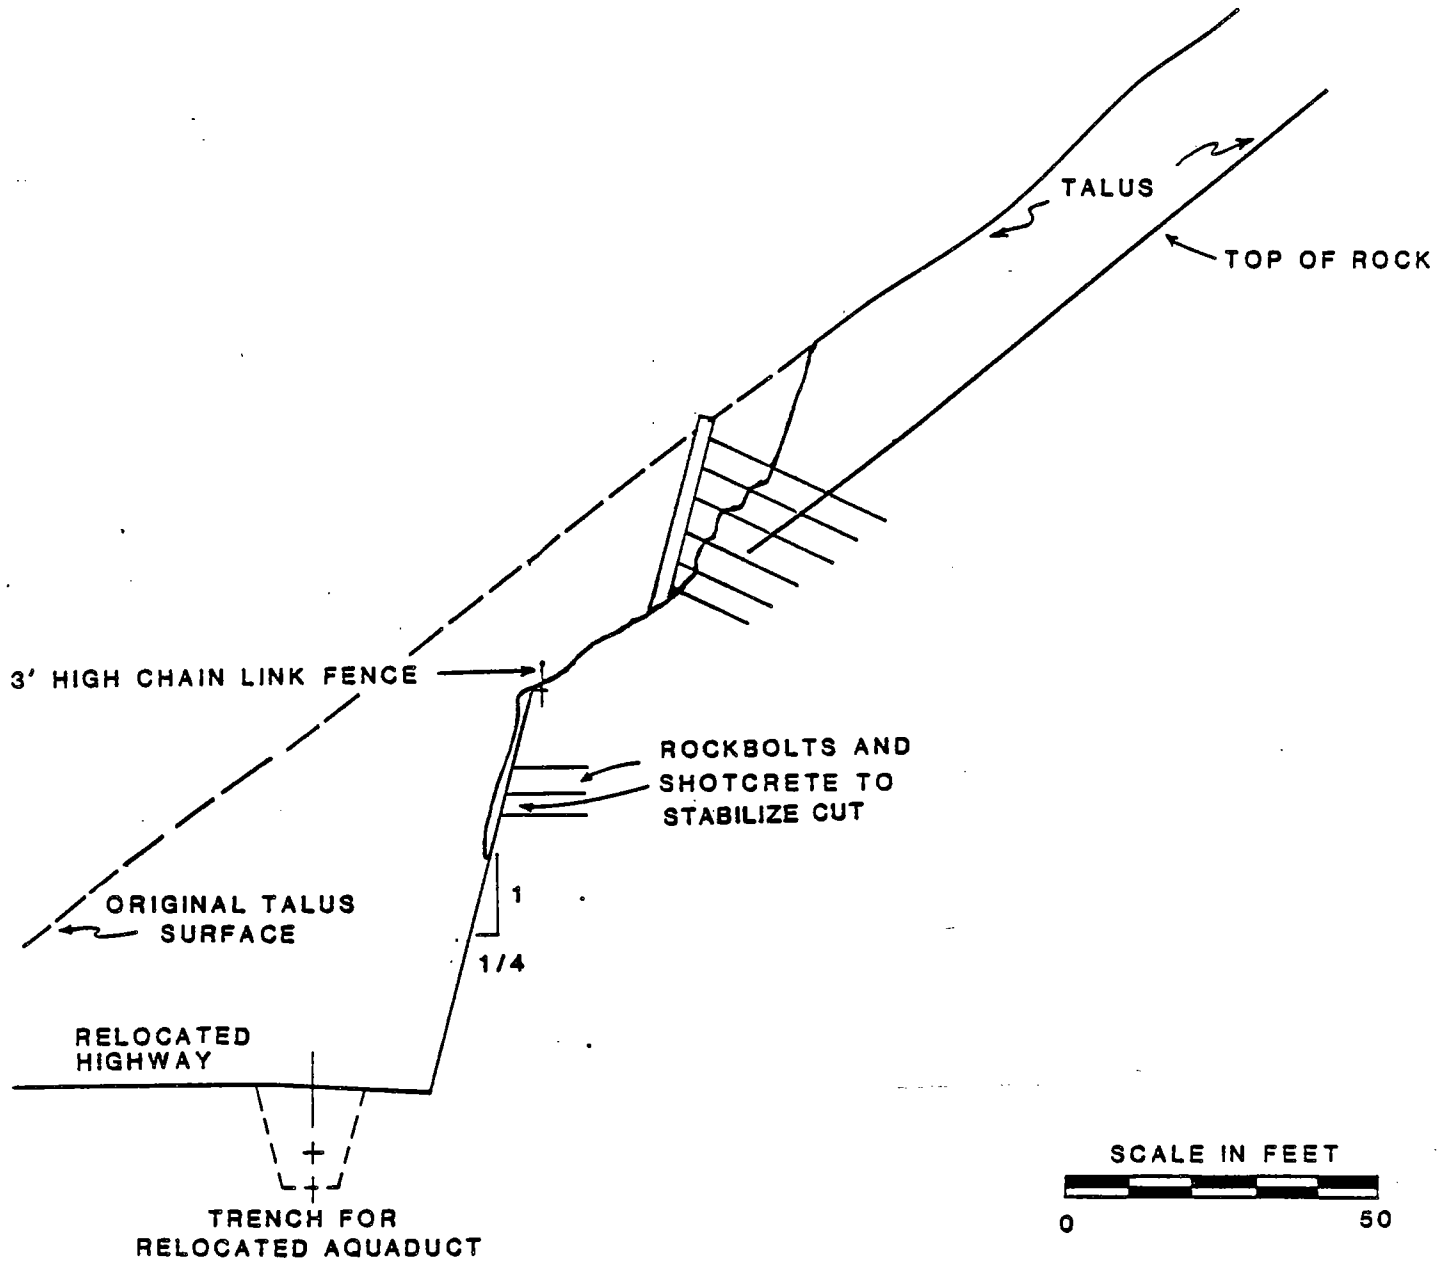 TALUS
TOP OF ROCK
3' HIGH CHAIN LINK FENCE
ROCKBOLTS AND
SHOTCRETE TO
STABILIZE CUT
1
1/4
ORIGINAL TALUS
SURFACE
RELOCATED
HIGHWAY
TRENCH FOR
RELOCATED AQUADUCT
SCALE IN FEET
0 50